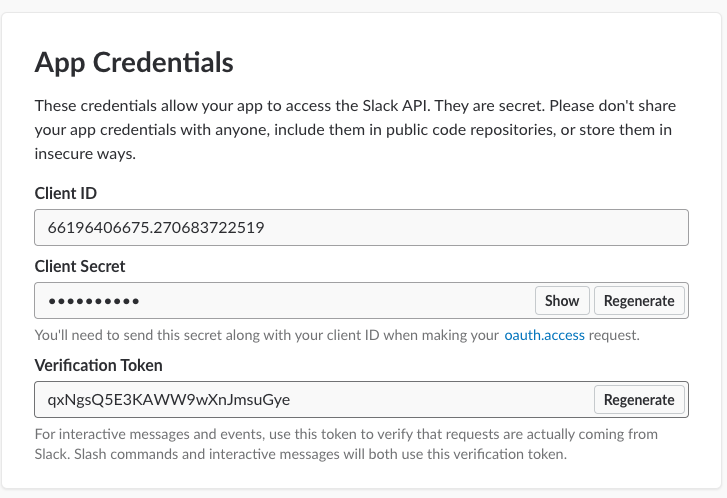 App Credentials
These credentials allow your app to access the Slack API. They are secret. Please don't share
your app credentials with anyone, include them in public code repositories, or store them in
insecure ways.
Client ID
66196406675.270683722519
Client Secret
••••••••••
Show
Regenerate
You'll need to send this secret along with your client ID when making your oauth.access request.
Verification Token
qxNgsQ5E3KAWW9wXnJmsuGye
Regenerate
For interactive messages and events, use this token to verify that requests are actually coming from
Slack. Slash commands and interactive messages will both use this verification token.